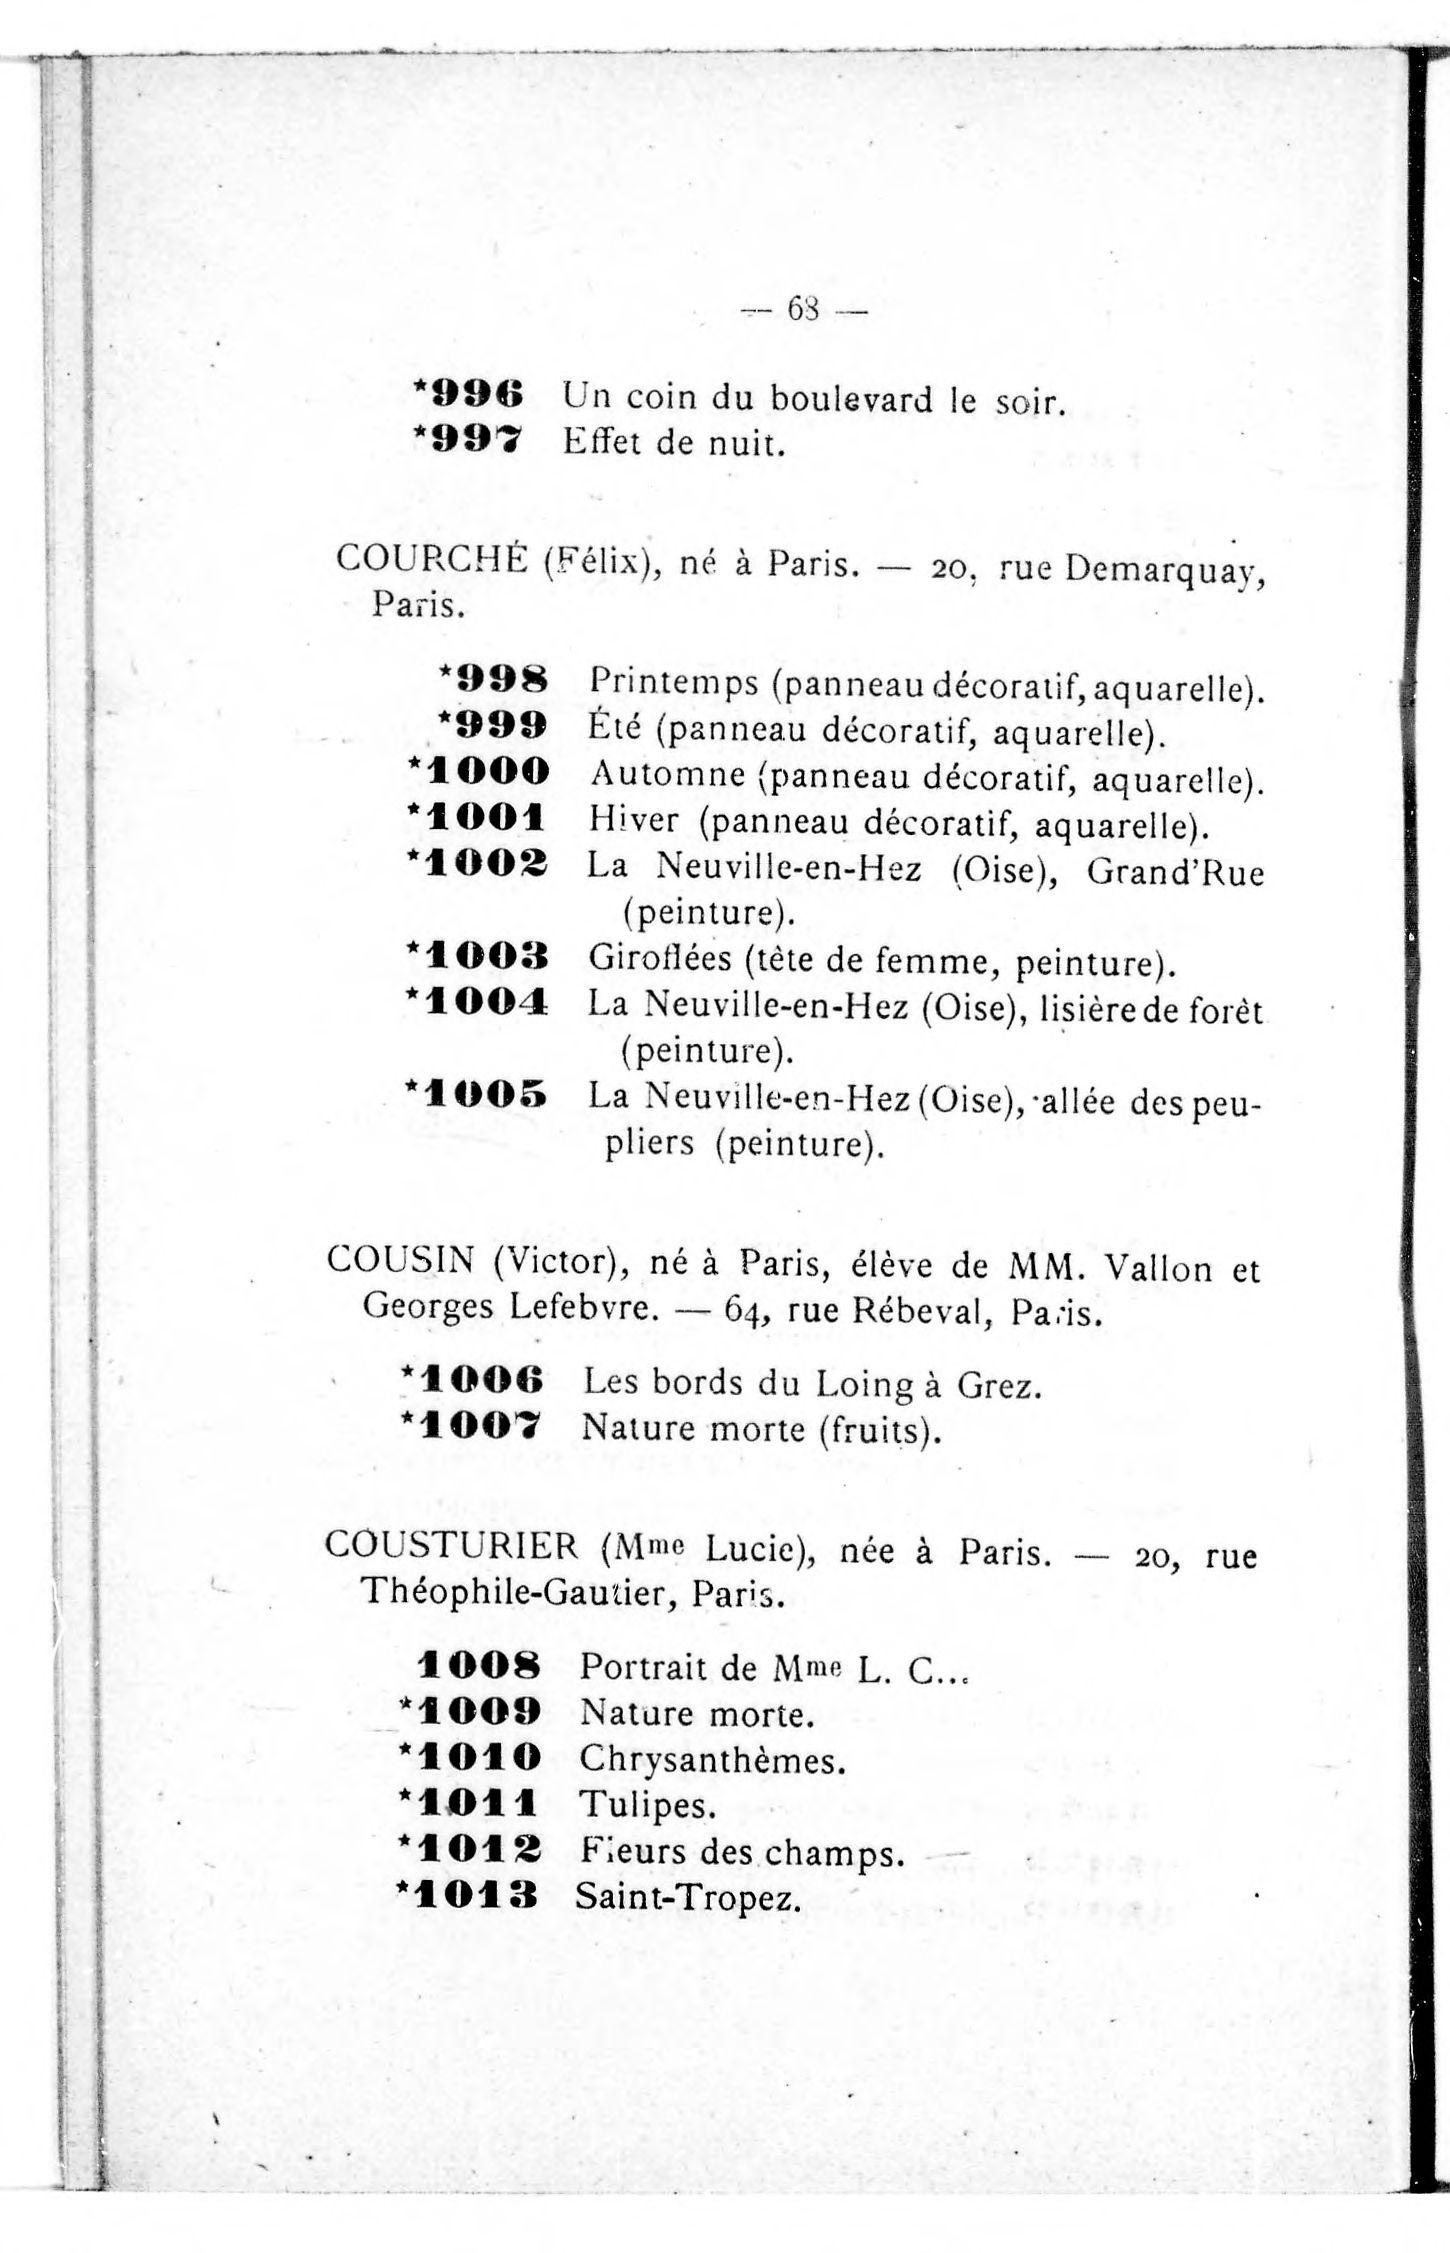 — 68 —
*996 Un coin du boulevard le soir.
*997 Effet de nuit.
COURCHÉ (Félix), né à Paris. — 20, rue Demarquay,
Paris.
*998 Printemps (panneau décoratif, aquarelle).
*999 Été (panneau décoratif, aquarelle).
*1000 Automne (panneau décoratif, aquarelle).
*1001 Hiver (panneau décoratif, aquarelle).
*1002 La Neuville-en-Hez (Oise), Grand'Rue
(peinture).
*1003 Giroflées (tête de femme, peinture).
*1004 La Neuville-en-Hez (Oise), lisière de forêt
(peinture).
*1005 La Neuville-en-Hez (Oise), allée des peu-
pliers (peinture).
COUSIN (Victor), né à Paris, élève de MM. Vallon et
Georges Lefebvre. — 64, rue Rébeval, Paris.
*1006 Les bords du Loing à Grez.
*1007 Nature morte (fruits).
COUSTURIER (Mme Lucie), née à Paris. — 20, rue
Théophile-Gautier, Paris.
1008 Portrait de Mme L. C...
*1009 Nature morte.
*1010 Chrysanthèmes.
*1011 Tulipes.
*1012 Fleurs des champs.
*1013 Saint-Tropez.